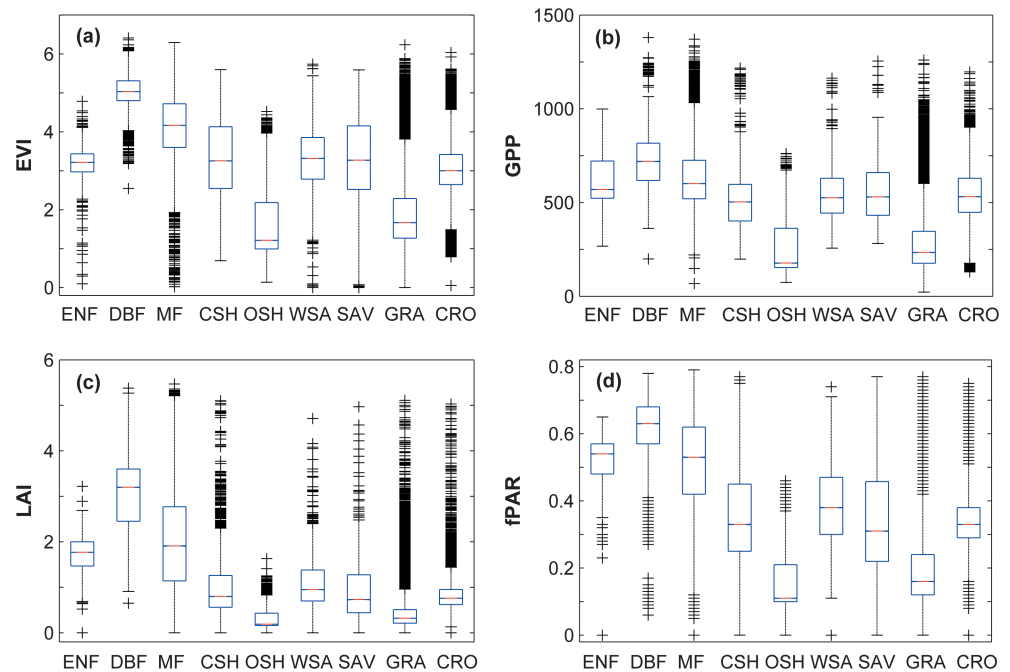 (a)
EVI
6
4
2
0
ENF DBF MF CSH OSH WSA SAV GRA CRO
(b)
GPP
1500
1000
500
0
ENF DBF MF CSH OSH WSA SAV GRA CRO
(c)
LAI
6
4
2
0
ENF DBF MF CSH OSH WSA SAV GRA CRO
(d)
fPAR
0.8
0.6
0.4
0.2
0
ENF DBF MF CSH OSH WSA SAV GRA CRO